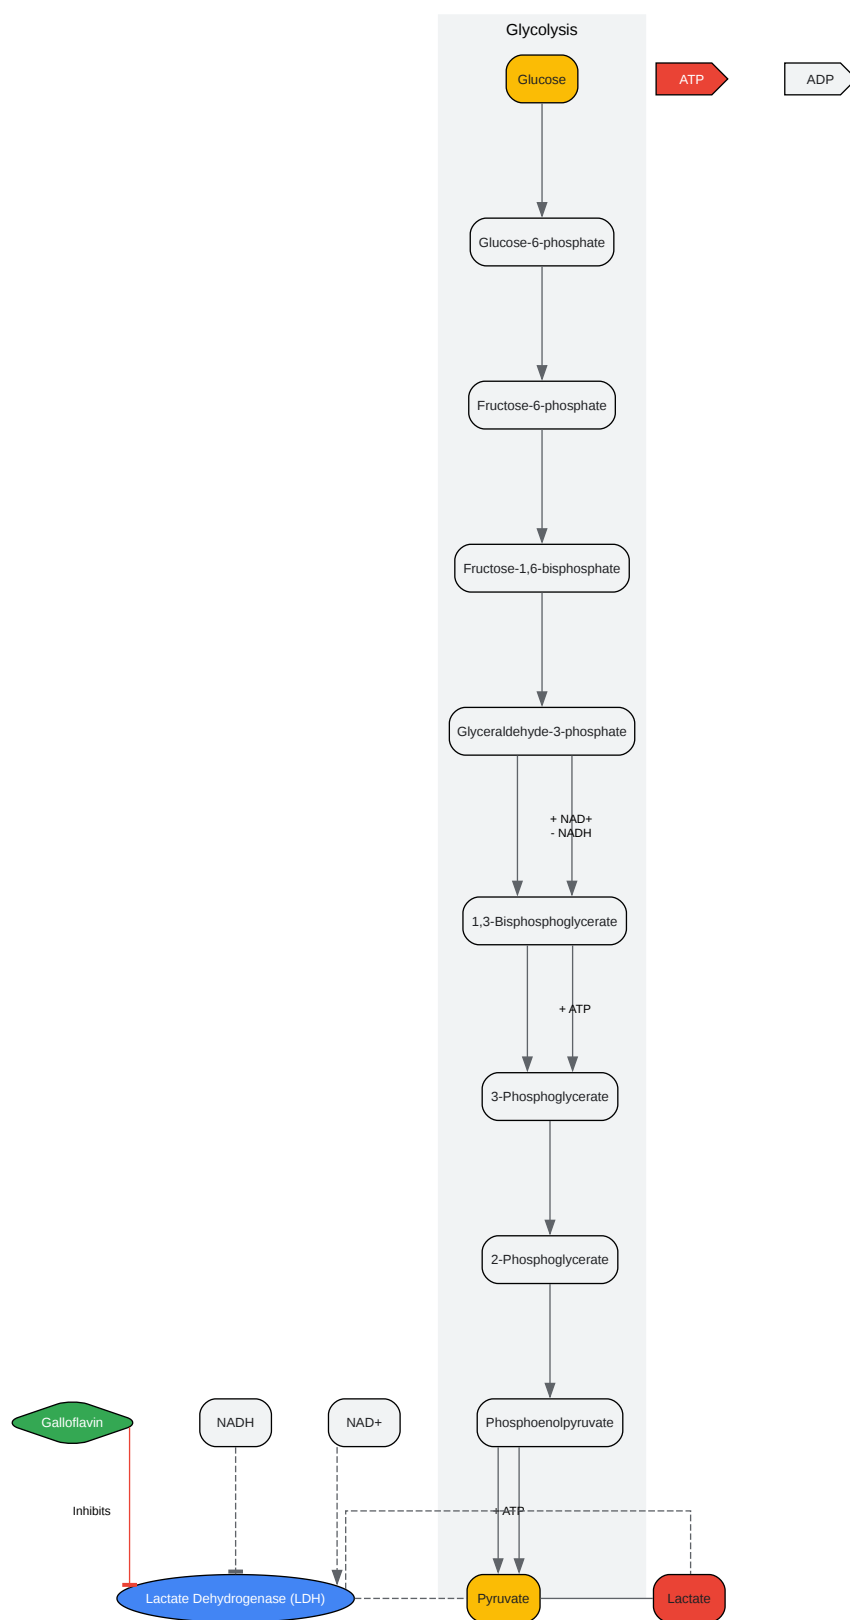 Glycolysis
Glucose
ATP
ADP
Glucose-6-phosphate
Fructose-6-phosphate
Fructose-1,6-bisphosphate
Glyceraldehyde-3-phosphate
+ NAD+
- NADH
1,3-Bisphosphoglycerate
+ ATP
3-Phosphoglycerate
2-Phosphoglycerate
Galloflavin
NADH
NAD+
Phosphoenolpyruvate
Inhibits
+ ATP
Lactate Dehydrogenase (LDH)
Pyruvate
Lactate